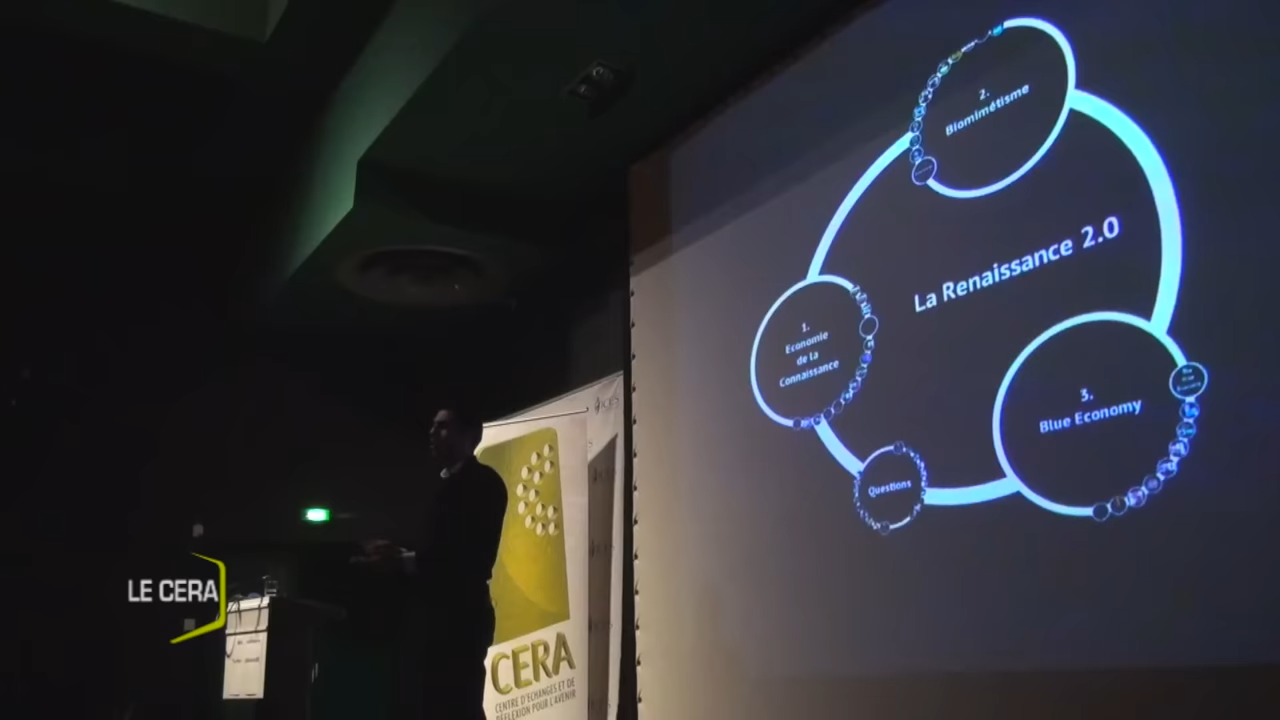 2.
Biomimétisme
La Renaissance 2.0
1.
Economie
de la
Connaissance
3.
Blue Economy
Questions
LE CERA
CERA
CENTRE D'ECHANGES ET DE
RÉFLEXION POUR L'AVENIR